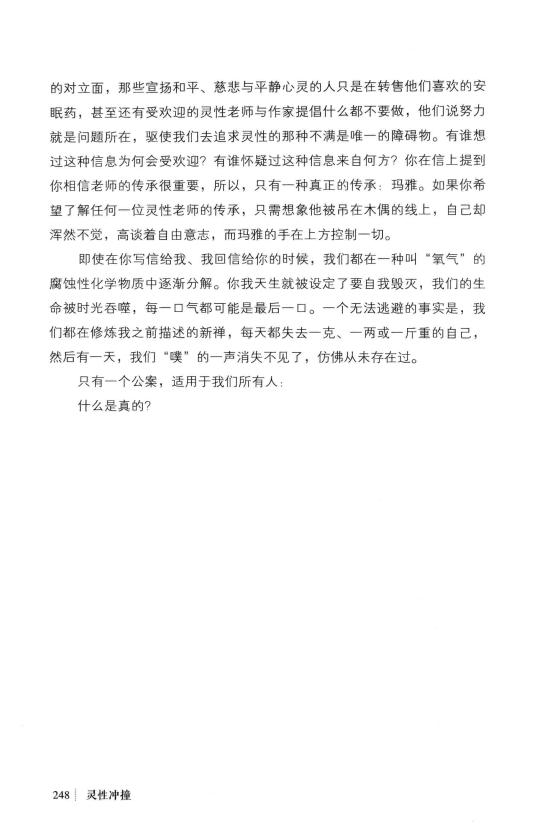 的对立面，那些宣扬和平、慈悲与平静心灵的人只是在转售他们喜欢的安
眠药，甚至还有受欢迎的灵性老师与作家提倡什么都不要做，他们说努力
就是问题所在，驱使我们去追求灵性的那种不满是唯一的障碍物。有谁想
过这种信息为何会受欢迎？有谁怀疑过这种信息来自何方？你在信上提到
你相信老师的传承很重要，所以，只有一种真正的传承：玛雅。如果你希
望了解任何一位灵性老师的传承，只需想象他被吊在木偶的线上，自己却
浑然不觉，高谈着自由意志，而玛雅的手在上方控制一切。
即使在你写信给我、我回信给你的时候，我们都在一种叫“氧气”的
腐蚀性化学物质中逐渐分解。你我天生就被设定了要自我毁灭，我们的生
命被时光吞噬，每一口气都可能是最后一口。一个无法逃避的事实是，我
们都在修炼我之前描述的新禅，每天都失去一克、一两或一斤重的自己，
然后有一天，我们“噗”的一声消失不见了，仿佛从未存在过。
只有一个公案，适用于我们所有人：
什么是真的？
248 灵性冲撞